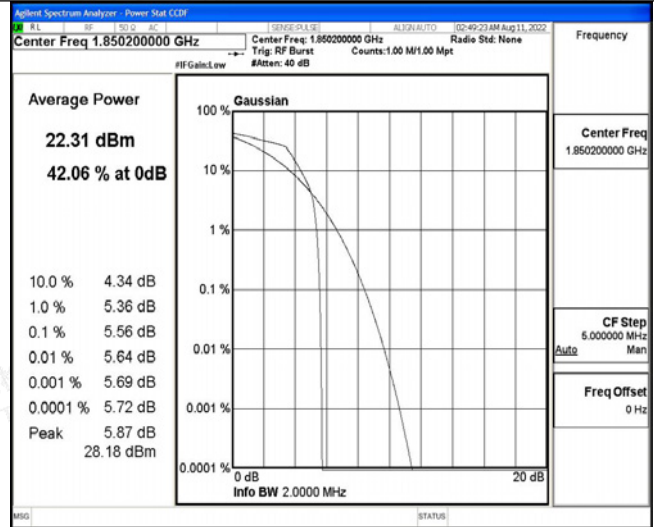 Agilent Spectrum Analyzer - Power Stat CCDF
RL RF 50 Ω AC SENSE:PULSE ALIGN AUTO 02:49:23 AM Aug 11, 2022
Center Freq 1.850200000 GHz
Center Freq: 1.850200000 GHz Radio Std: None
Trig: RF Burst Counts:1.00 M/1.00 Mpt
#IFGain:Low #Atten: 40 dB
Frequency
Average Power
22.31 dBm
42.06 % at 0dB
10.0 % 4.34 dB
1.0 % 5.36 dB
0.1 % 5.56 dB
0.01 % 5.64 dB
0.001 % 5.69 dB
0.0001 % 5.72 dB
Peak 5.87 dB
28.18 dBm
Gaussian
100 %
10 %
1 %
0.1 %
0.01 %
0.001 %
0.0001 %
0 dB 20 dB
Info BW 2.0000 MHz
Center Freq
1.850200000 GHz
CF Step
5.000000 MHz
Auto Man
Freq Offset
0 Hz
MSG STATUS